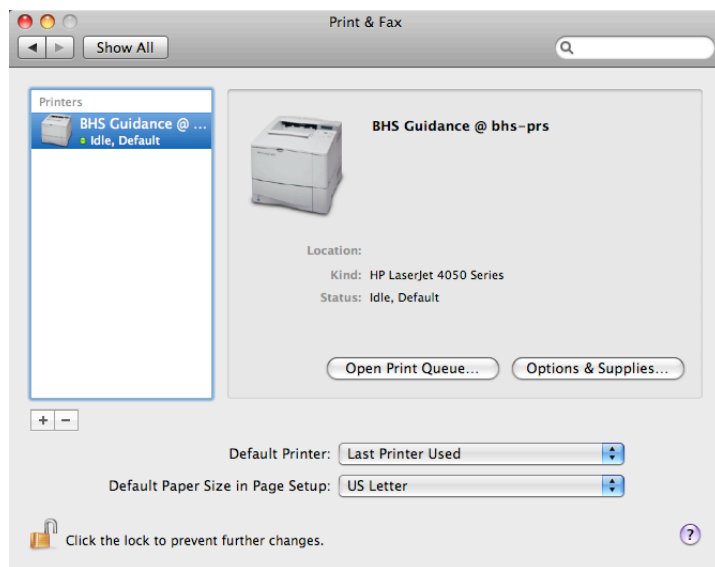 Print & Fax
Show All
Printers
BHS Guidance @ ...
Idle, Default
BHS Guidance @ bhs-prs
Location:
Kind: HP LaserJet 4050 Series
Status: Idle, Default
Open Print Queue... Options & Supplies...
+ −
Default Printer: Last Printer Used
Default Paper Size in Page Setup: US Letter
Click the lock to prevent further changes.
?